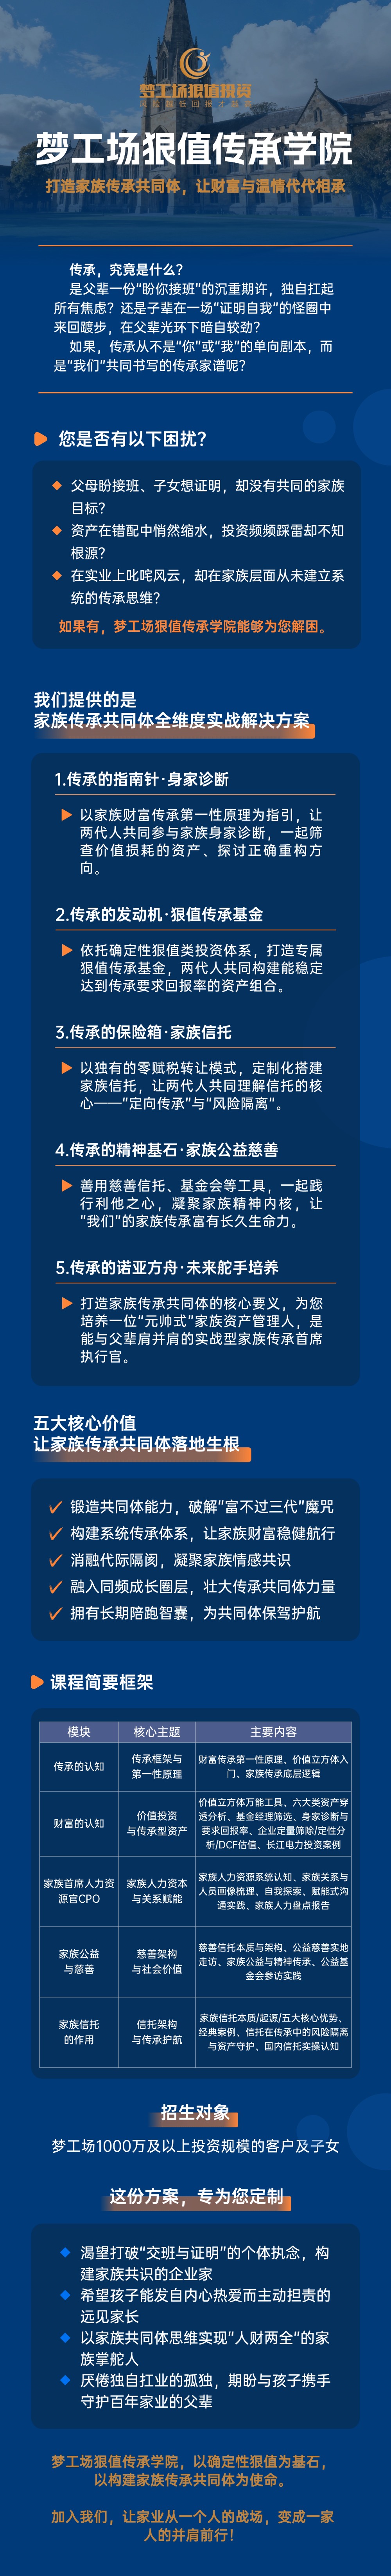 梦工场狠值投资
风险越低回报才越高
梦工场狠值传承学院
打造家族传承共同体，让财富与温情代代相承
传承，究竟是什么？
是父辈一份“盼你接班”的沉重期许，独自扛起
所有焦虑？还是子辈在一场“证明自我”的怪圈中
来回踱步，在父辈光环下暗自较劲？
如果，传承从不是“你”或“我”的单向剧本，而
是“我们”共同书写的传承家谱呢？
您是否有以下困扰？
父母盼接班、子女想证明，却没有共同的家族
目标？
资产在错配中悄然缩水，投资频频踩雷却不知
根源？
在实业上叱咤风云，却在家族层面从未建立系
统的传承思维？
如果有，梦工场狠值传承学院能够为您解困。
我们提供的是
家族传承共同体全维度实战解决方案
1.传承的指南针·身家诊断
以家族财富传承第一性原理为指引，让
两代人共同参与家族身家诊断，一起筛
查价值损耗的资产、探讨正确重构方
向。
2.传承的发动机·狠值传承基金
依托确定性狠值类投资体系，打造专属
狠值传承基金，两代人共同构建能稳定
达到传承要求回报率的资产组合。
3.传承的保险箱·家族信托
以独有的零赋税转让模式，定制化搭建
家族信托，让两代人共同理解信托的核
心——“定向传承”与“风险隔离”。
4.传承的精神基石·家族公益慈善
善用慈善信托、基金会等工具，一起践
行利他之心，凝聚家族精神内核，让
“我们”的家族传承富有长久生命力。
5.传承的诺亚方舟·未来舵手培养
打造家族传承共同体的核心要义，为您
培养一位“元帅式”家族资产管理人，是
能与父辈肩并肩的实战型家族传承首席
执行官。
五大核心价值
让家族传承共同体落地生根
锻造共同体能力，破解“富不过三代”魔咒
构建系统传承体系，让家族财富稳健航行
消融代际隔阂，凝聚家族情感共识
融入同频成长圈层，壮大传承共同体力量
拥有长期陪跑智囊，为共同体保驾护航
课程简要框架
模块 核心主题 主要内容
传承的认知
传承框架与
第一性原理
财富传承第一性原理、价值立方体入
门、家族传承底层逻辑
财富的认知
价值投资
与传承型资产
价值立方体万能工具、六大类资产穿
透分析、基金经理筛选、身家诊断与
要求回报率、企业定量筛除/定性分
析/DCF估值、长江电力投资案例
家族首席人力资
源官CPO
家族人力资本
与关系赋能
家族人力资源系统认知、家族关系与
人员画像梳理、自我探索、赋能式沟
通实践、家族人力盘点报告
家族公益
与慈善
慈善架构
与社会价值
慈善信托本质与架构、公益慈善实地
走访、家族公益与精神传承、公益基
金会参访实践
家族信托
的作用
信托架构
与传承护航
家族信托本质/起源/五大核心优势、
经典案例、信托在传承中的风险隔离
与资产守护、国内信托实操认知
招生对象
梦工场1000万及以上投资规模的客户及子女
这份方案，专为您定制
渴望打破“交班与证明”的个体执念，构
建家族共识的企业家
希望孩子能发自内心热爱而主动担责的
远见家长
以家族共同体思维实现“人财两全”的家
族掌舵人
厌倦独自扛业的孤独，期盼与孩子携手
守护百年家业的父辈
梦工场狠值传承学院，以确定性狠值为基石，
以构建家族传承共同体为使命。
加入我们，让家业从一个人的战场，变成一家
人的并肩前行！